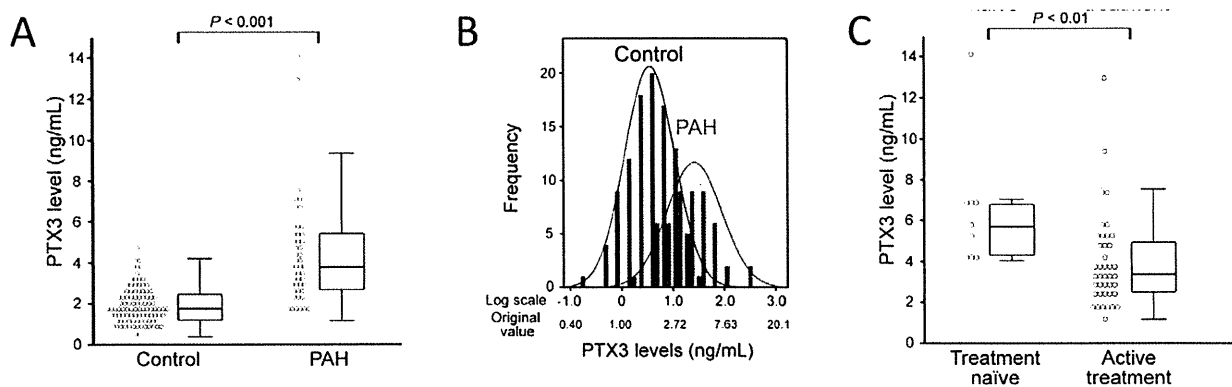 A
P < 0.001
PTX3 level (ng/mL)
14
12
10
8
6
4
2
0
Control
PAH
B
Control
PAH
Frequency
20
15
10
5
0
Log scale
-1.0
0
1.0
2.0
3.0
Original
value
0.40
1.00
2.72
7.63
20.1
PTX3 levels (ng/mL)
C
P < 0.01
PTX3 level (ng/mL)
14
12
10
8
6
4
2
0
Treatment
naïve
Active
treatment